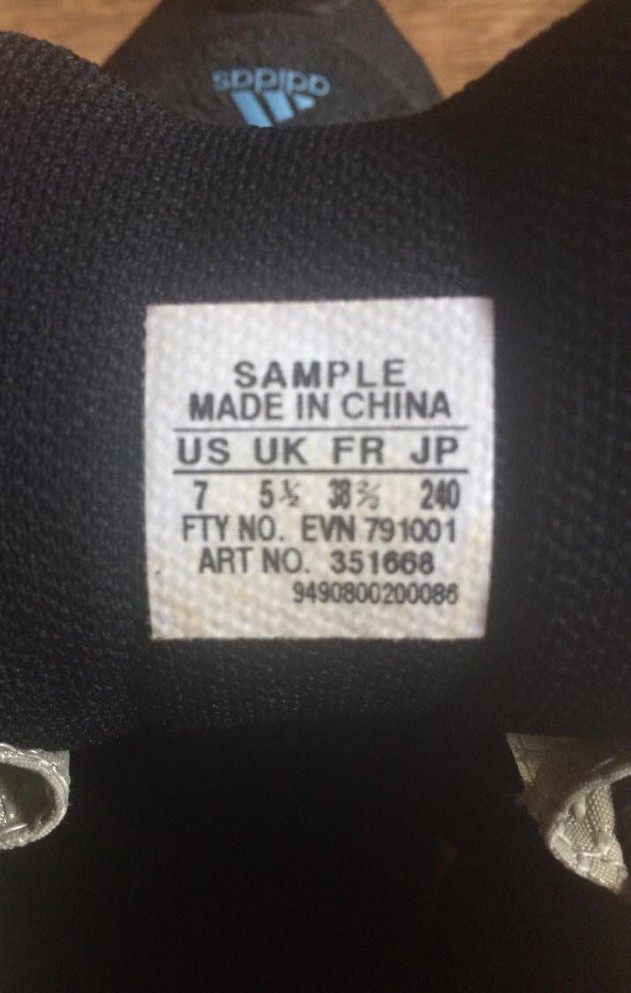 adidas
SAMPLE
MADE IN CHINA
US UK FR JP
7 5½ 38⅔ 240
FTY NO. EVN 791001
ART NO. 351668
9490800200086